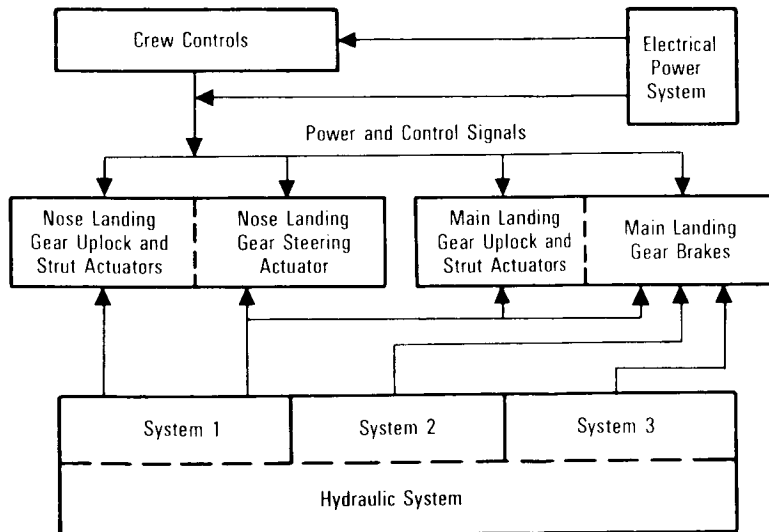 Crew Controls
Electrical
Power
System
Power and Control Signals
Nose Landing
Gear Uplock and
Strut Actuators
Nose Landing
Gear Steering
Actuator
Main Landing
Gear Uplock and
Strut Actuators
Main Landing
Gear Brakes
System 1
System 2
System 3
Hydraulic System